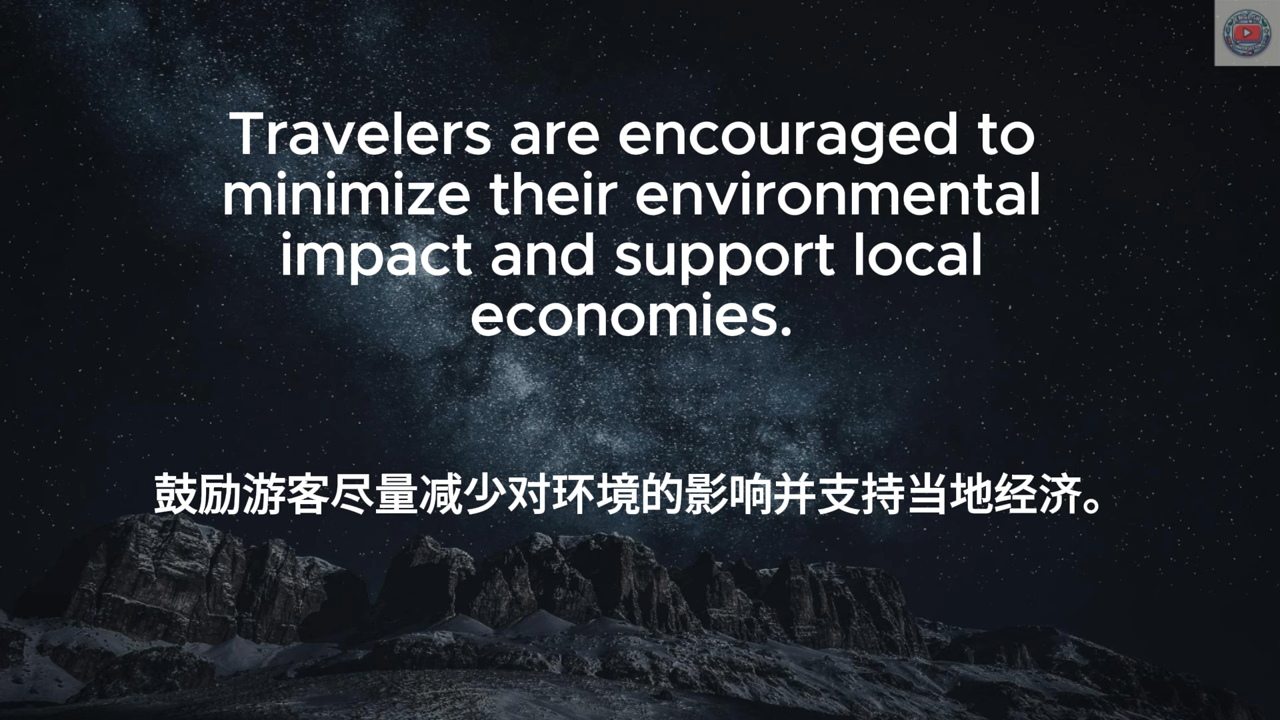 Travelers are encouraged to
minimize their environmental
impact and support local
economies.
鼓励游客尽量减少对环境的影响并支持当地经济。